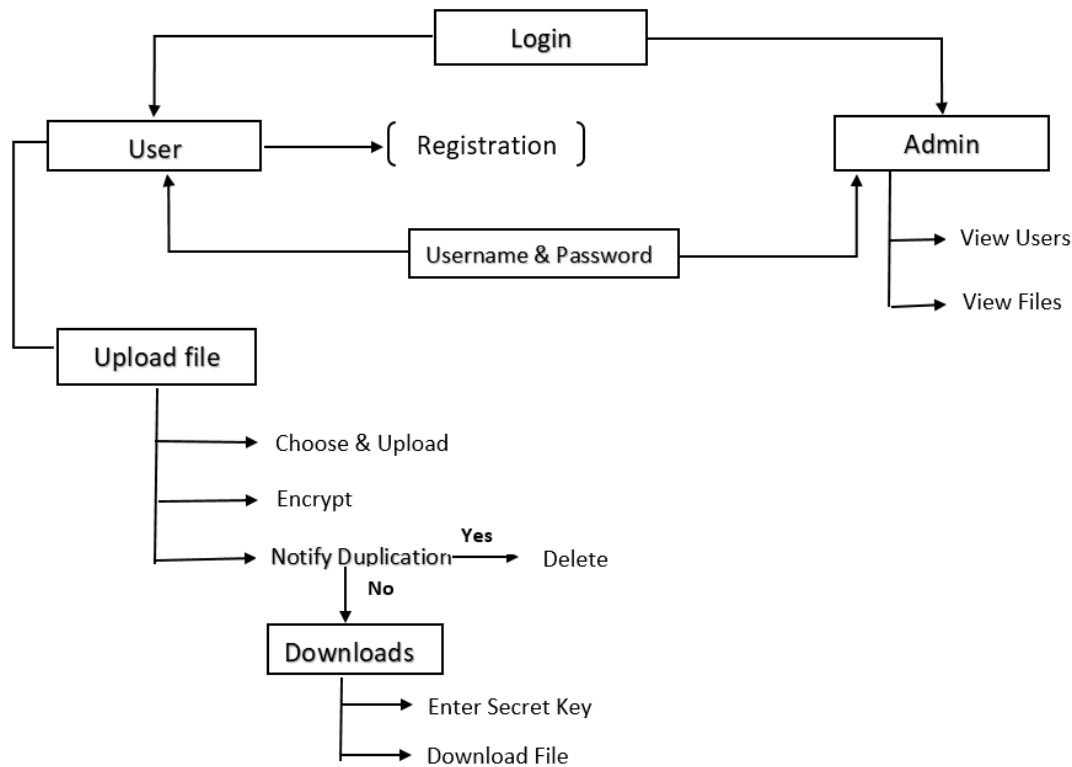 Login
User
Registration
Admin
Username & Password
View Users
View Files
Upload file
Choose & Upload
Encrypt
Notify Duplication
Yes
Delete
No
Downloads
Enter Secret Key
Download File